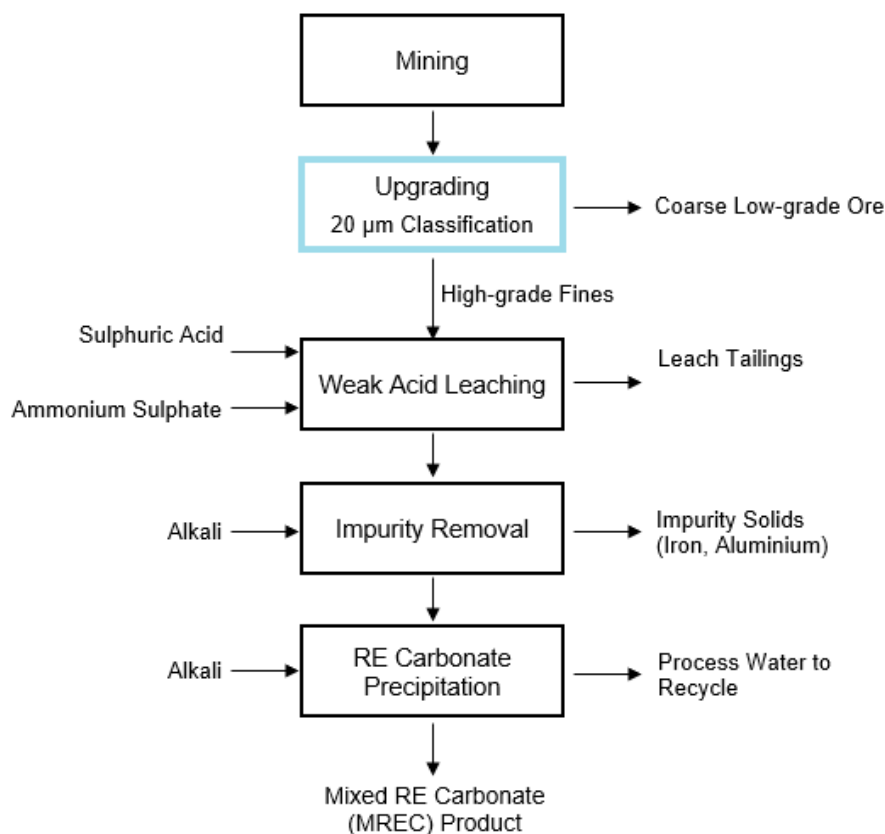 Mining
Upgrading
20 µm Classification
Coarse Low-grade Ore
High-grade Fines
Sulphuric Acid
Ammonium Sulphate
Weak Acid Leaching
Leach Tailings
Alkali
Impurity Removal
Impurity Solids
(Iron, Aluminium)
Alkali
RE Carbonate
Precipitation
Process Water to
Recycle
Mixed RE Carbonate
(MREC) Product